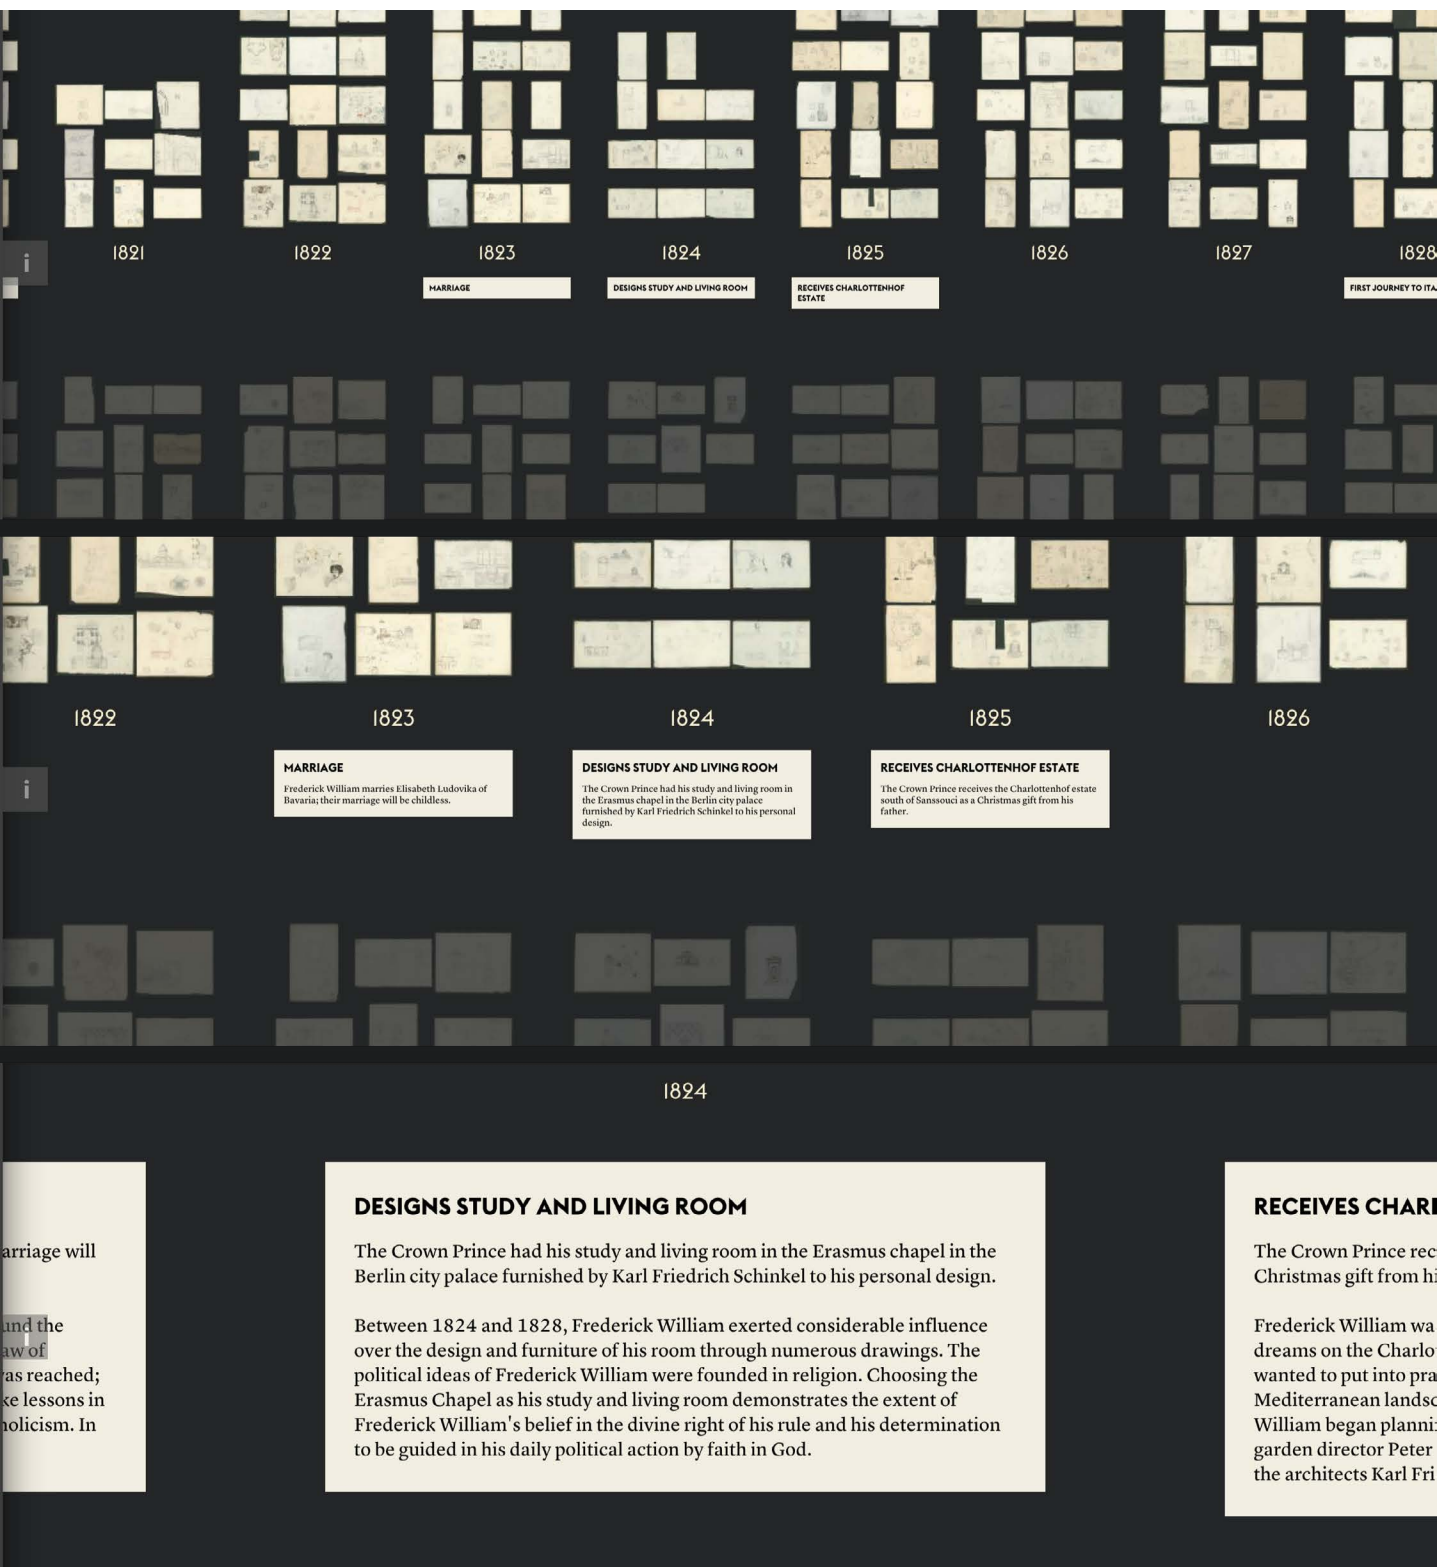 1821 1822 1823 1824 1825 1826 1827 1828
i
MARRIAGE
DESIGNS STUDY AND LIVING ROOM
RECEIVES CHARLOTTENHOF
ESTATE
FIRST JOURNEY TO ITA
1822 1823 1824 1825 1826
i
MARRIAGE
Frederick William marries Elisabeth Ludovika of
Bavaria; their marriage will be childless.
DESIGNS STUDY AND LIVING ROOM
The Crown Prince had his study and living room in
the Erasmus chapel in the Berlin city palace
furnished by Karl Friedrich Schinkel to his personal
design.
RECEIVES CHARLOTTENHOF ESTATE
The Crown Prince receives the Charlottenhof estate
south of Sanssouci as a Christmas gift from his
father.
1824
arriage will
und the
aw of
as reached;
ke lessons in
holicism. In
i
DESIGNS STUDY AND LIVING ROOM
The Crown Prince had his study and living room in the Erasmus chapel in the
Berlin city palace furnished by Karl Friedrich Schinkel to his personal design.
Between 1824 and 1828, Frederick William exerted considerable influence
over the design and furniture of his room through numerous drawings. The
political ideas of Frederick William were founded in religion. Choosing the
Erasmus Chapel as his study and living room demonstrates the extent of
Frederick William's belief in the divine right of his rule and his determination
to be guided in his daily political action by faith in God.
RECEIVES CHARL
The Crown Prince rec
Christmas gift from hi
Frederick William wa
dreams on the Charlo
wanted to put into pra
Mediterranean landsc
William began planni
garden director Peter
the architects Karl Fri